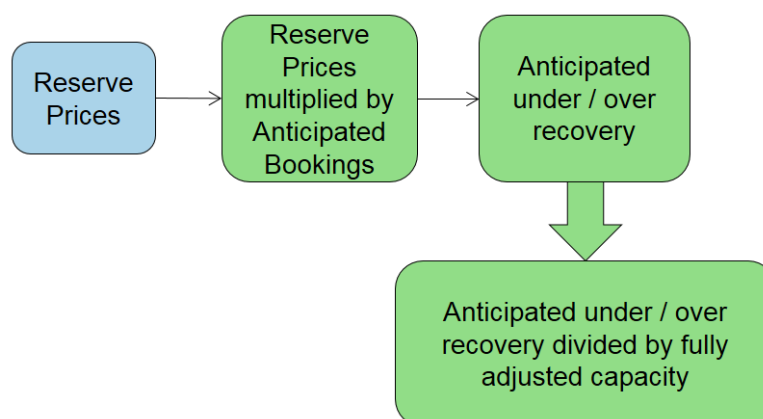 Reserve
Prices
Reserve
Prices
multiplied by
Anticipated
Bookings
Anticipated
under / over
recovery
Anticipated under / over
recovery divided by fully
adjusted capacity